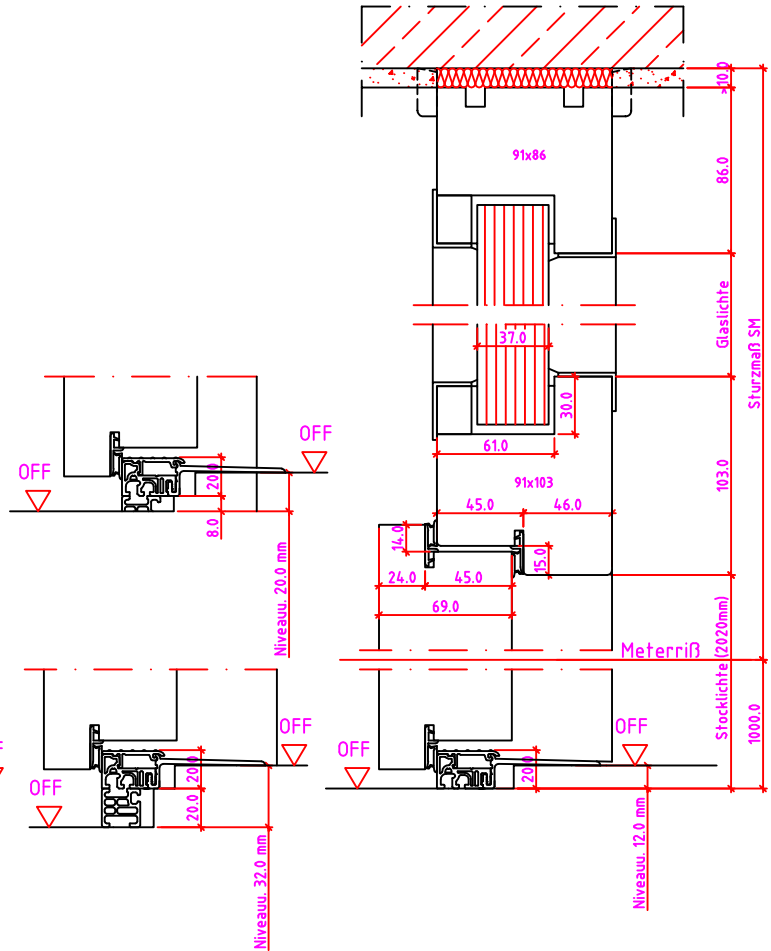 >10.0
91x86
86.0
Glaslichte
Sturzmaß SM
37.0
30.0
61.0
91x103
103.0
45.0
46.0
14.0
15.0
24.0
45.0
69.0
Meterriß
Stocklichte (2020mm)
1000.0
OFF
OFF
20.0
8.0
Niveauu. 20.0 mm
OFF
OFF
20.0
20.0
Niveauu. 32.0 mm
OFF
OFF
20.0
Niveauu. 12.0 mm